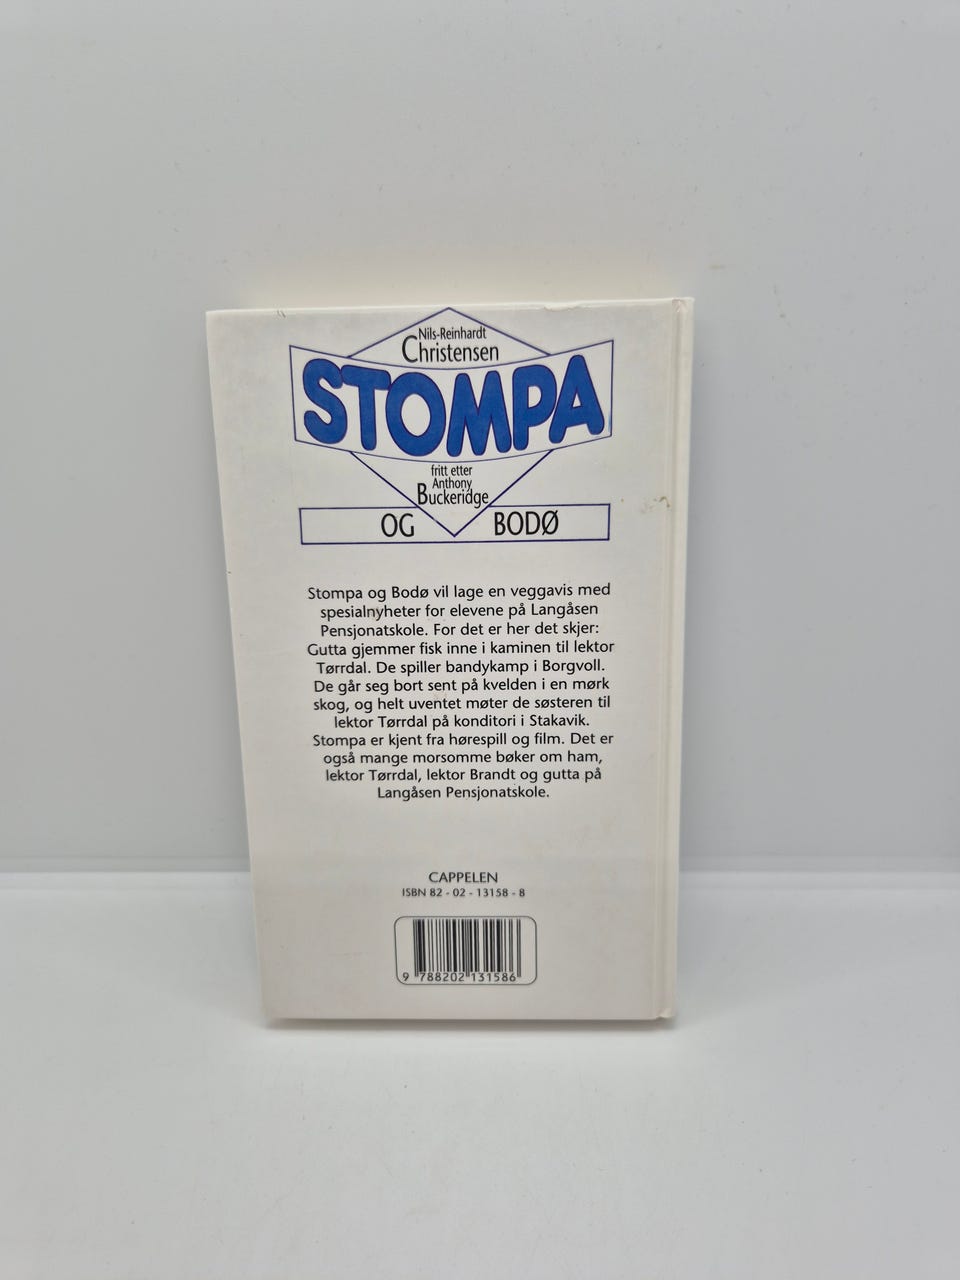 Nils-Reinhardt
Christensen
STOMPA
fritt etter
Anthony
Buckeridge
OG BODØ
Stompa og Bodø vil lage en veggavis med
spesialnyheter for elevene på Langåsen
Pensjonatskole. For det er her det skjer:
Gutta gjemmer fisk inne i kaminen til lektor
Tørrdal. De spiller bandykamp i Borgvoll.
De går seg bort sent på kvelden i en mørk
skog, og helt uventet møter de søsteren til
lektor Tørrdal på konditori i Stakavik.
Stompa er kjent fra hørespill og film. Det er
også mange morsomme bøker om ham,
lektor Tørrdal, lektor Brandt og gutta på
Langåsen Pensjonatskole.
CAPPELEN
ISBN 82 - 02 - 13158 - 8
9 788202 131586